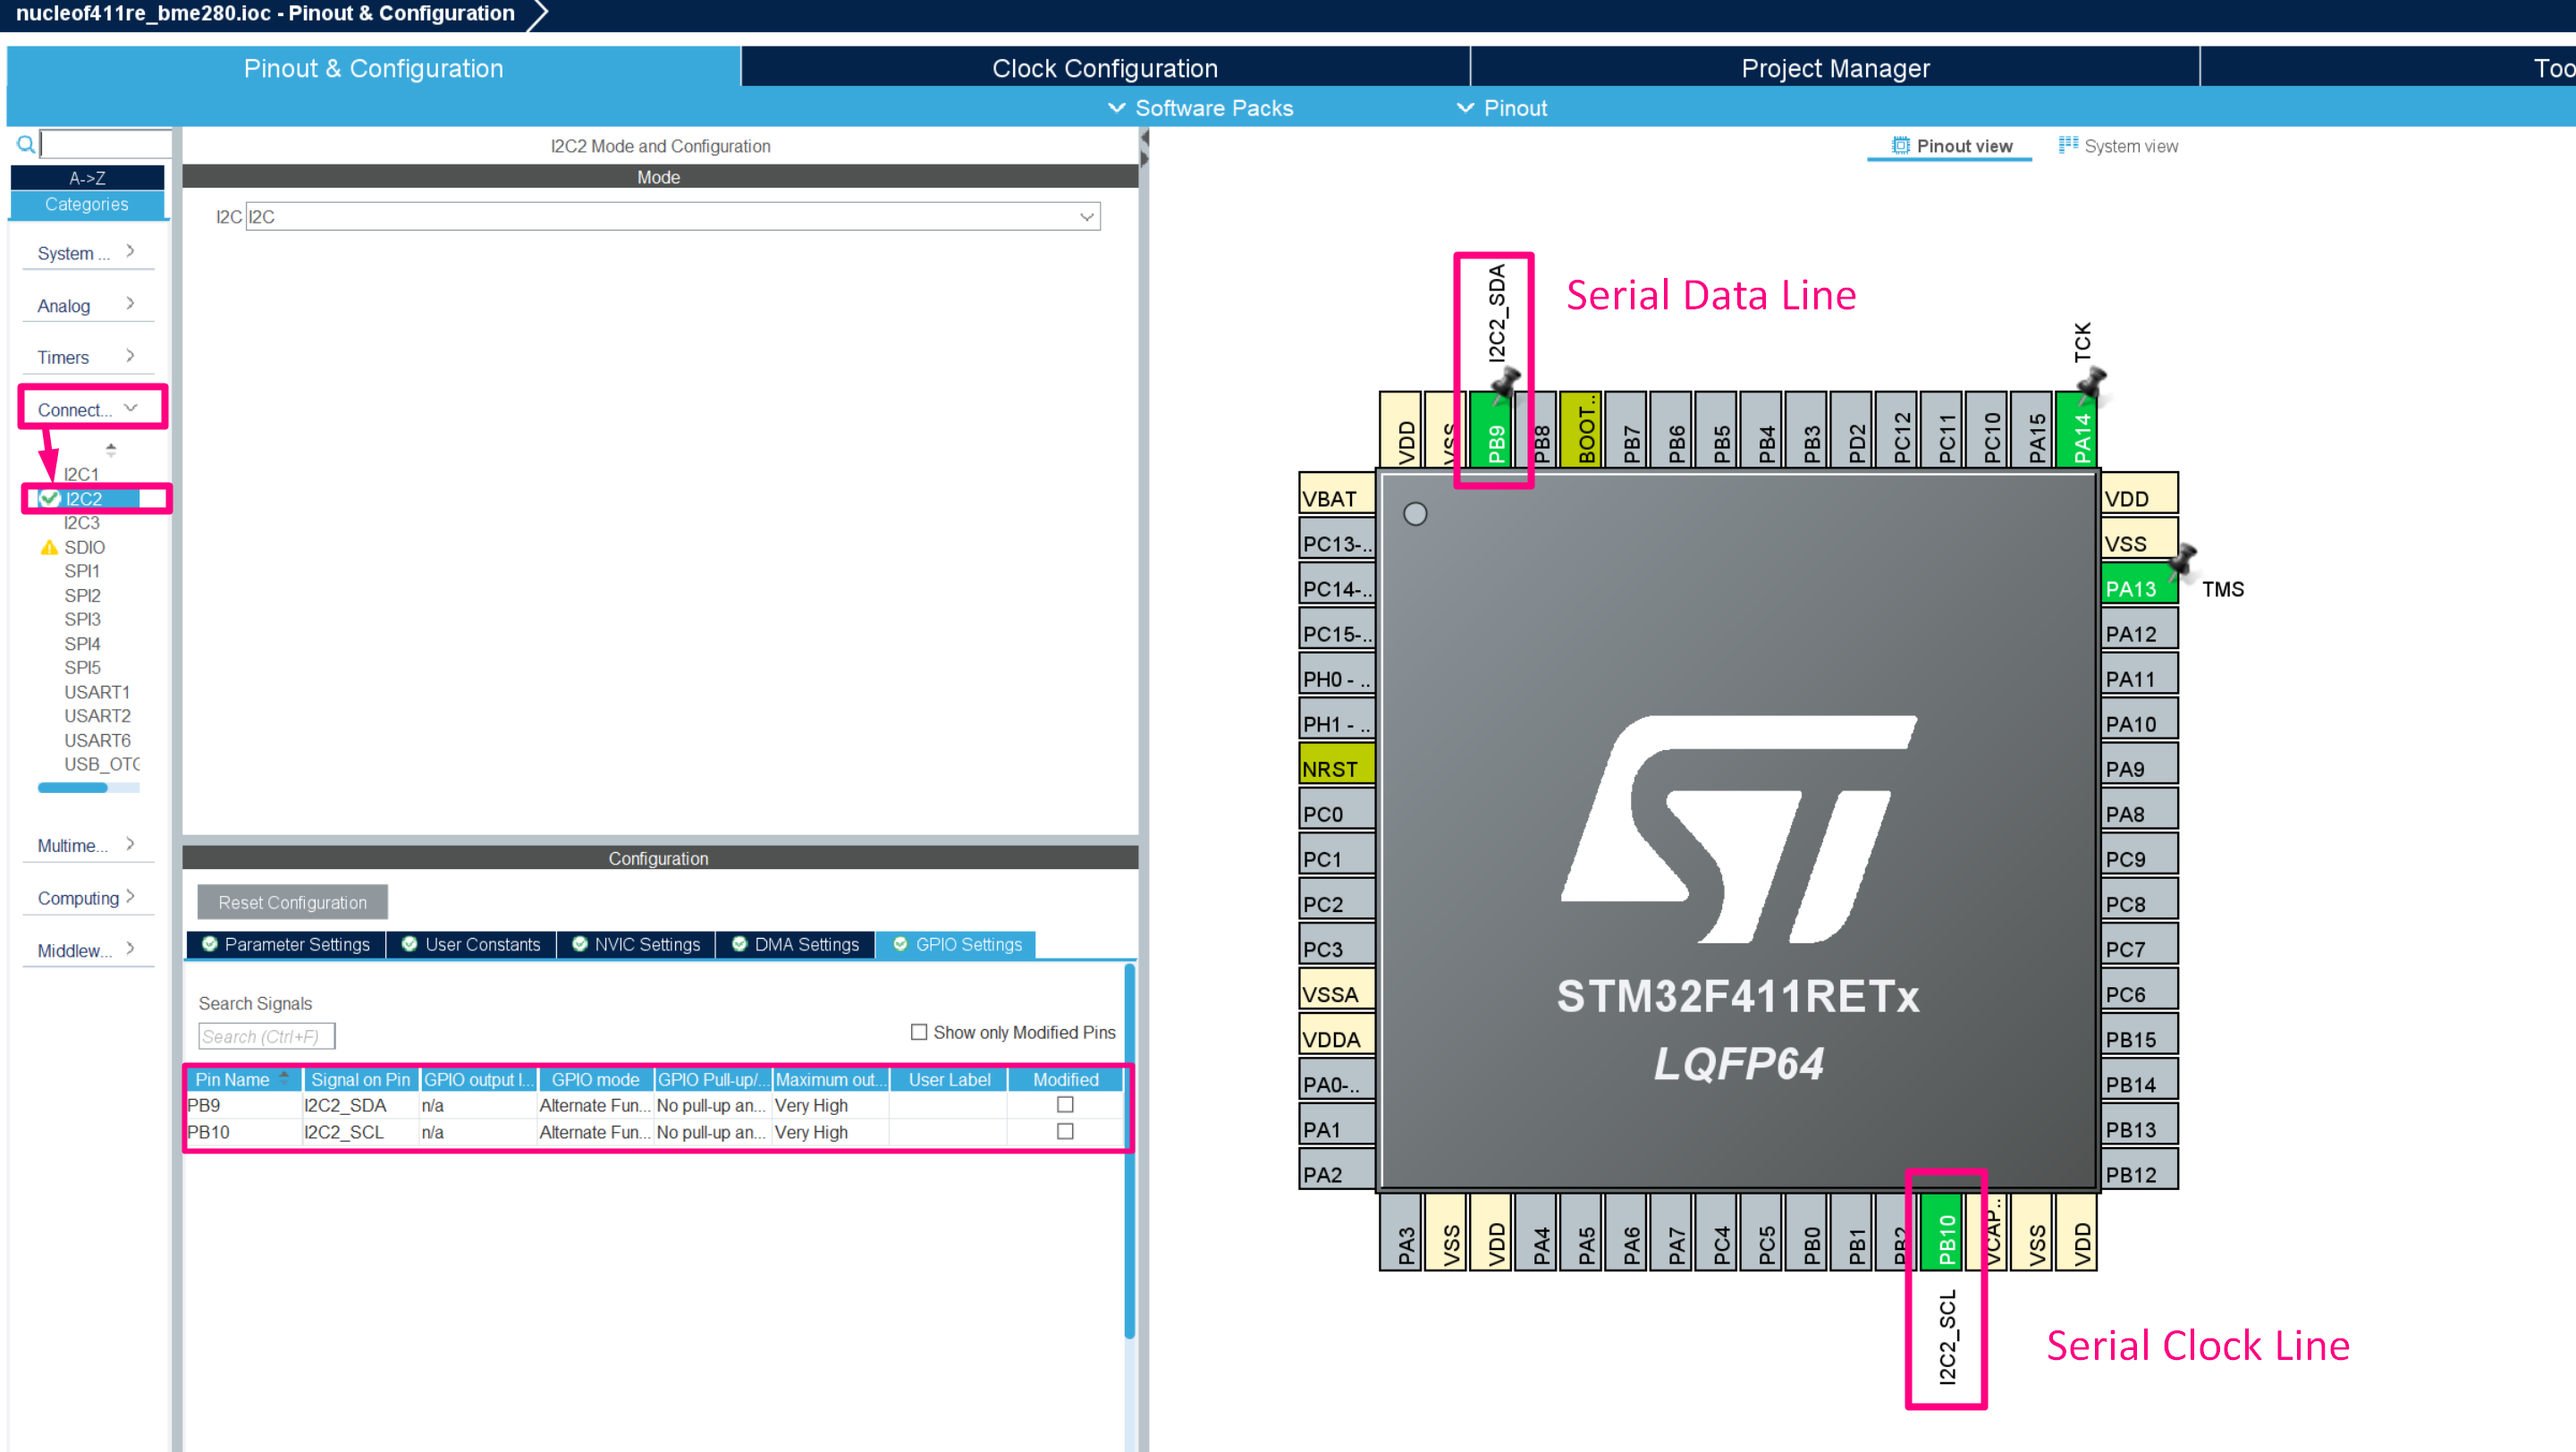 nucleof411re_bme280.ioc - Pinout & Configuration
Pinout & Configuration
Clock Configuration
Project Manager
Too
Software Packs
Pinout
I2C2 Mode and Configuration
Pinout view
System view
A->Z
Categories
Mode
I2C I2C
System ...
Analog
Timers
Connect...
I2C1
I2C2
I2C3
SDIO
SPI1
SPI2
SPI3
SPI4
SPI5
USART1
USART2
USART6
USB_OTG
Multime...
Computing
Middlew...
Configuration
Reset Configuration
Parameter Settings
User Constants
NVIC Settings
DMA Settings
GPIO Settings
Search Signals
Search (Ctrl+F)
Show only Modified Pins
Pin Name Signal on Pin GPIO output l... GPIO mode GPIO Pull-up/... Maximum out... User Label Modified
PB9 I2C2_SDA n/a Alternate Fun... No pull-up an... Very High
PB10 I2C2_SCL n/a Alternate Fun... No pull-up an... Very High
I2C2_SDA
Serial Data Line
TCK
VDD
VSS
PB9
PB8
BOOT..
PB7
PB6
PB5
PB4
PB3
PD2
PC12
PC11
PC10
PA15
PA14
VBAT
PC13-..
PC14-..
PC15-..
PH0 - ..
PH1 - ..
NRST
PC0
PC1
PC2
PC3
VSSA
VDDA
PA0-..
PA1
PA2
VDD
VSS
PA13
TMS
PA12
PA11
PA10
PA9
PA8
PC9
PC8
PC7
PC6
PB15
PB14
PB13
PB12
STM32F411RETx
LQFP64
PA3
VSS
VDD
PA4
PA5
PA6
PA7
PC4
PC5
PB0
PB1
PB2
PB10
VCAP..
VSS
VDD
I2C2_SCL
Serial Clock Line